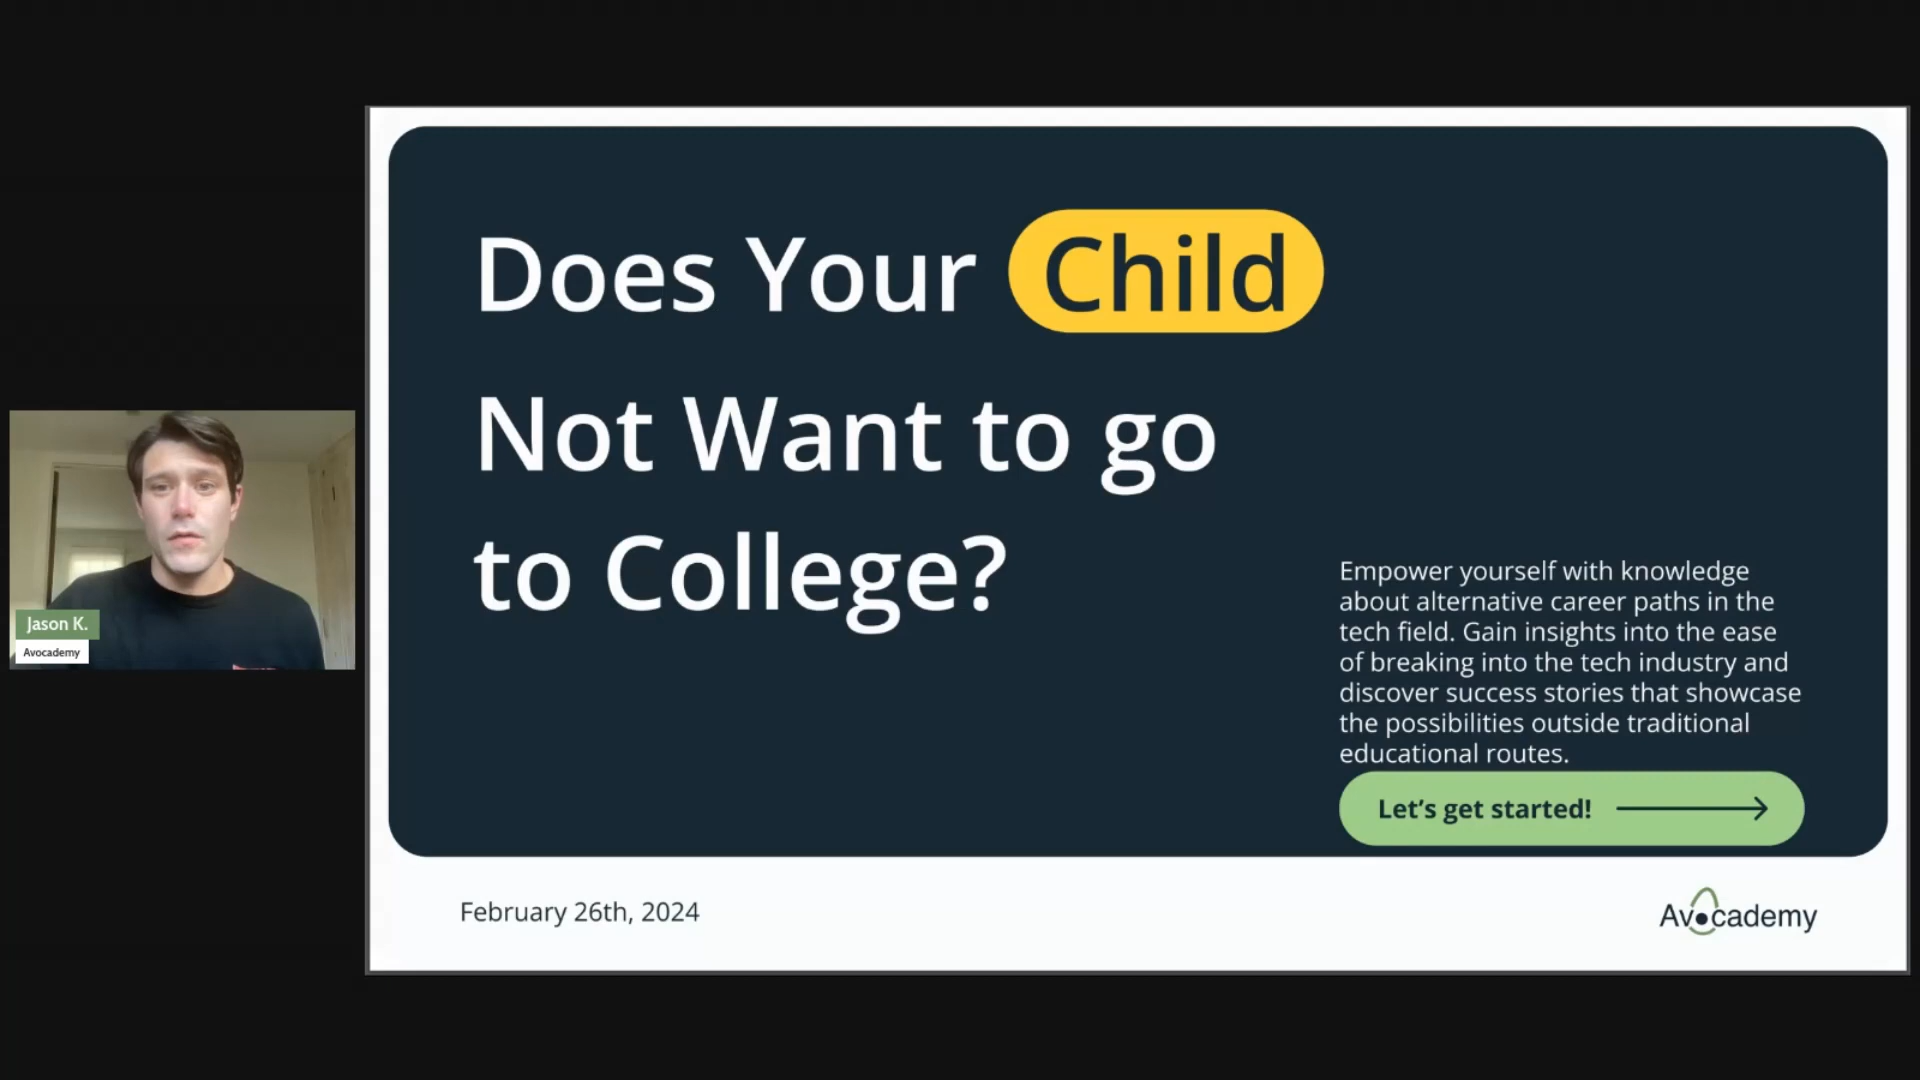 Does Your Child
Not Want to go
to College?
Empower yourself with knowledge
about alternative career paths in the
tech field. Gain insights into the ease
of breaking into the tech industry and
discover success stories that showcase
the possibilities outside traditional
educational routes.
Let’s get started!
February 26th, 2024
Avocademy
Jason K.
Avocademy